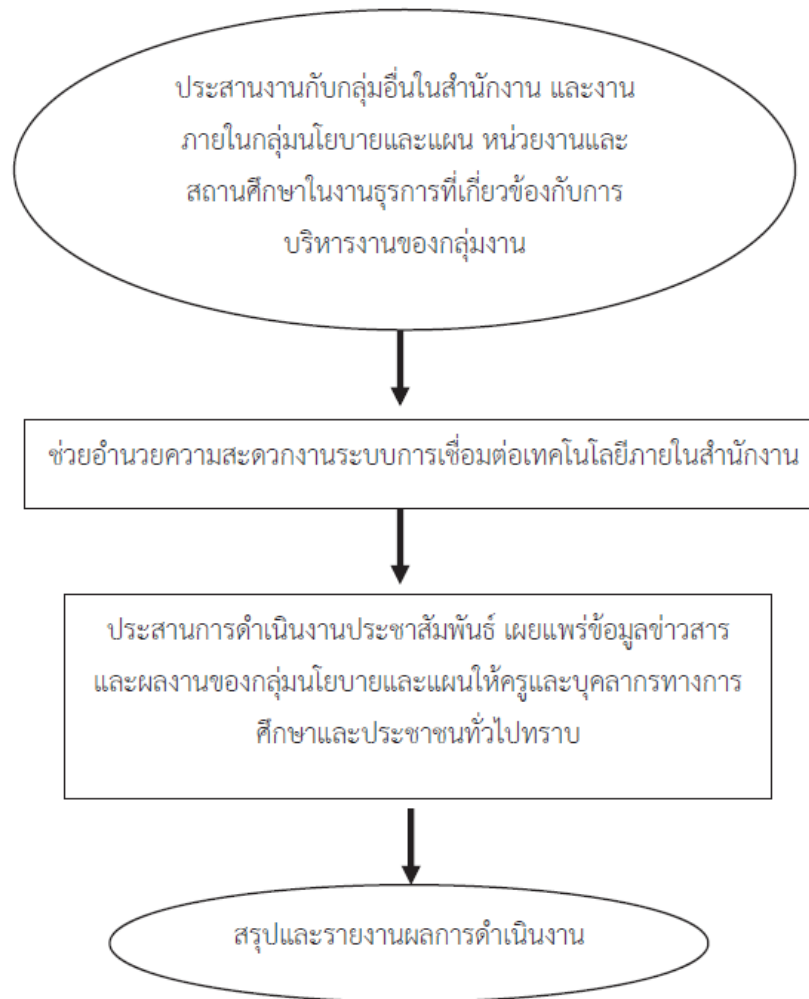 ประสานงานกับกลุ่มอื่นในสำนักงาน และงาน
ภายในกลุ่มนโยบายและแผน หน่วยงานและ
สถานศึกษาในงานธุรการที่เกี่ยวข้องกับการ
บริหารงานของกลุ่มงาน
ช่วยอำนวยความสะดวกงานระบบการเชื่อมต่อเทคโนโลยีภายในสำนักงาน
ประสานการดำเนินงานประชาสัมพันธ์ เผยแพร่ข้อมูลข่าวสาร
และผลงานของกลุ่มนโยบายและแผนให้ครูและบุคลากรทางการ
ศึกษาและประชาชนทั่วไปทราบ
สรุปและรายงานผลการดำเนินงาน